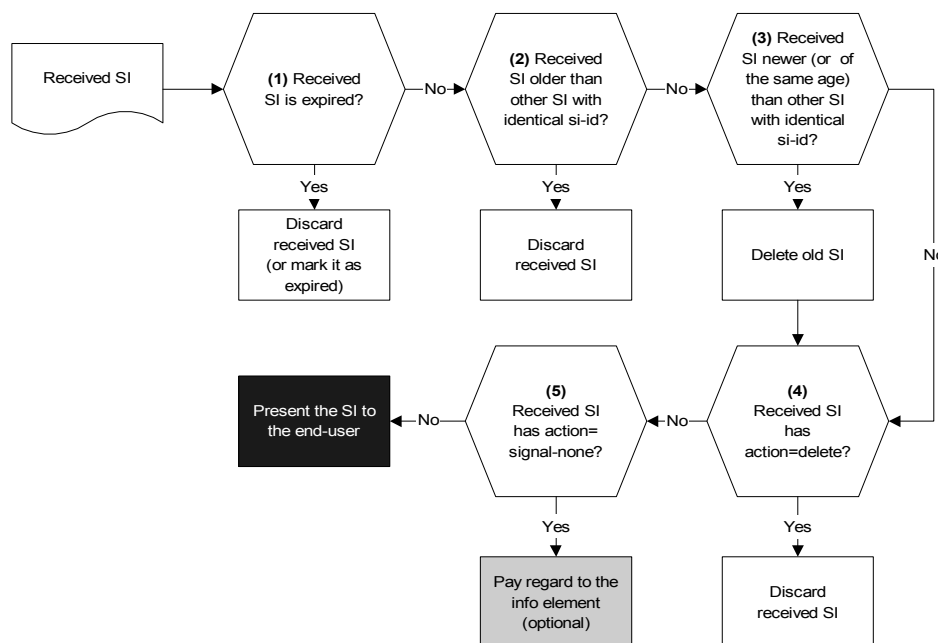 Received SI
(1) Received
SI is expired?
No
(2) Received
SI older than
other SI with
identical si-id?
No
(3) Received
SI newer (or of
the same age)
than other SI
with identical
si-id?
Yes
Yes
Yes
Discard
received SI
(or mark it as
expired)
Discard
received SI
Delete old SI
No
Present the SI to
the end-user
No
(5)
Received SI
has action=
signal-none?
No
(4)
Received SI
has
action=delete?
Yes
Yes
Pay regard to the
info element
(optional)
Discard
received SI